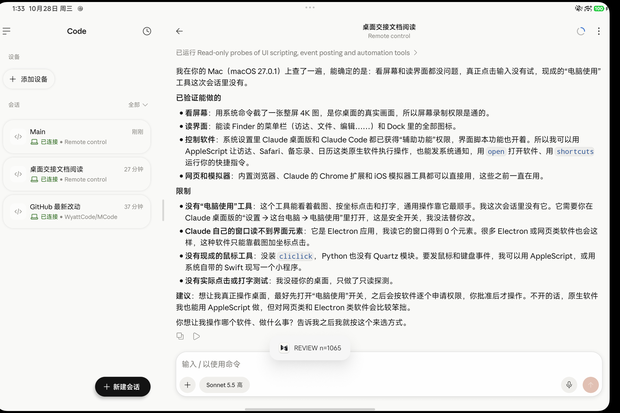 1:33 10月28日 周三
100
Code
设备
添加设备
会话
全部
Main
刚刚
已连接 • Remote control
桌面交接文档阅读
27 分钟
已连接 • Remote control
GitHub 最新改动
37 分钟
已连接 • WyattCode/MCode
新建会话
桌面交接文档阅读
Remote control
已运行 Read-only probes of UI scripting, event posting and automation tools
我在你的 Mac（macOS 27.0.1）上查了一遍，能确定的是：看屏幕和读界面都没问题，真正点击输入没有试，现成的“电脑使用”
工具这次会话里没有。
已验证能做的
• 看屏幕：用系统命令截了一张整屏 4K 图，是你桌面的真实画面，所以屏幕录制权限是通的。
• 读界面：能读 Finder 的菜单栏（访达、文件、编辑……）和 Dock 里的全部图标。
• 控制软件：系统设置里 Claude 桌面版和 Claude Code 都已获得“辅助功能”权限，界面脚本功能也开着。所以我可以用
AppleScript 让访达、Safari、备忘录、日历这类原生软件执行操作，也能发系统通知，用 open 打开软件、用 shortcuts
运行你的快捷指令。
• 网页和模拟器：内置浏览器、Claude 的 Chrome 扩展和 iOS 模拟器工具都可以直接用，这些之前一直在用。
限制
• 没有“电脑使用”工具：这个工具能看着截图、按坐标点击和打字，通用操作靠它最顺手。我这次会话里没有它。它需要你在
Claude 桌面版的“设置 → 这台电脑 → 电脑使用”里打开，这是安全开关，我没法替你改。
• Claude 自己的窗口读不到界面元素：它是 Electron 应用，我读它的窗口得到 0 个元素。很多 Electron 或网页类软件也会这
样，这种软件只能靠截图加坐标点击。
• 没有现成的鼠标工具：没装 cliclick，Python 也没有 Quartz 模块。要发鼠标和键盘事件，我可以用 AppleScript，或用
系统自带的 Swift 现写一个小程序。
• 没有实际点击或打字测试：我没碰你的桌面，只做了只读探测。
建议：想让我真正操作桌面，最好先打开“电脑使用”开关，之后会按软件逐个申请权限，你批准后才操作。不开的话，原生软件
我也能用 AppleScript 做，但对网页类和 Electron 类软件会比较笨拙。
你想让我操作哪个软件、做什么事？告诉我之后我就按这个来选方式。
REVIEW n=1065
输入 / 以使用命令
Sonnet 5.5 高